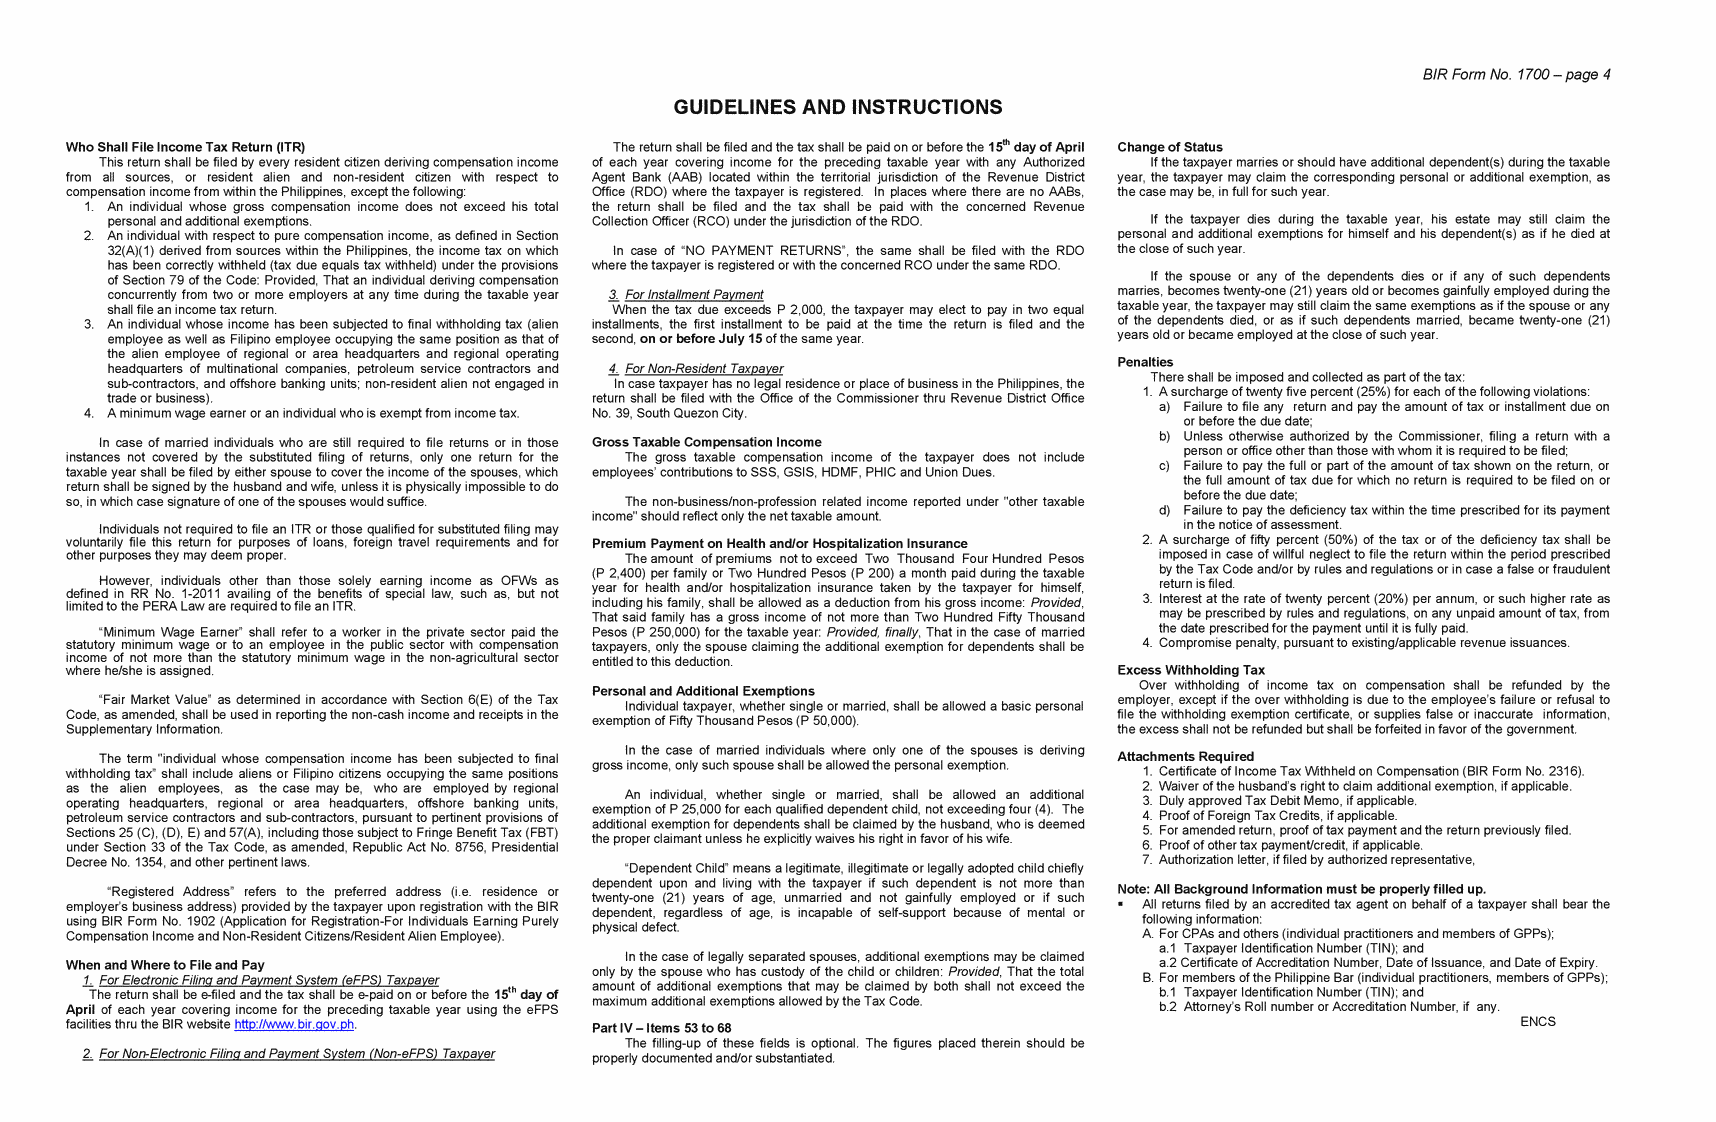 BIR Form No. 1700 – page 4
GUIDELINES AND INSTRUCTIONS
Who Shall File Income Tax Return (ITR)
This return shall be filed by every resident citizen deriving compensation income
from all sources, or resident alien and non-resident citizen with respect to
compensation income from within the Philippines, except the following:
1. An individual whose gross compensation income does not exceed his total
personal and additional exemptions.
2. An individual with respect to pure compensation income, as defined in Section
32(A)(1) derived from sources within the Philippines, the income tax on which
has been correctly withheld (tax due equals tax withheld) under the provisions
of Section 79 of the Code: Provided, That an individual deriving compensation
concurrently from two or more employers at any time during the taxable year
shall file an income tax return.
3. An individual whose income has been subjected to final withholding tax (alien
employee as well as Filipino employee occupying the same position as that of
the alien employee of regional or area headquarters and regional operating
headquarters of multinational companies, petroleum service contractors and
sub-contractors, and offshore banking units; non-resident alien not engaged in
trade or business).
4. A minimum wage earner or an individual who is exempt from income tax.
In case of married individuals who are still required to file returns or in those
instances not covered by the substituted filing of returns, only one return for the
taxable year shall be filed by either spouse to cover the income of the spouses, which
return shall be signed by the husband and wife, unless it is physically impossible to do
so, in which case signature of one of the spouses would suffice.
Individuals not required to file an ITR or those qualified for substituted filing may
voluntarily file this return for purposes of loans, foreign travel requirements and for
other purposes they may deem proper.
However, individuals other than those solely earning income as OFWs as
defined in RR No. 1-2011 availing of the benefits of special law, such as, but not
limited to the PERA Law are required to file an ITR.
“Minimum Wage Earner” shall refer to a worker in the private sector paid the
statutory minimum wage or to an employee in the public sector with compensation
income of not more than the statutory minimum wage in the non-agricultural sector
where he/she is assigned.
“Fair Market Value” as determined in accordance with Section 6(E) of the Tax
Code, as amended, shall be used in reporting the non-cash income and receipts in the
Supplementary Information.
The term "individual whose compensation income has been subjected to final
withholding tax” shall include aliens or Filipino citizens occupying the same positions
as the alien employees, as the case may be, who are employed by regional
operating headquarters, regional or area headquarters, offshore banking units,
petroleum service contractors and sub-contractors, pursuant to pertinent provisions of
Sections 25 (C), (D), E) and 57(A), including those subject to Fringe Benefit Tax (FBT)
under Section 33 of the Tax Code, as amended, Republic Act No. 8756, Presidential
Decree No. 1354, and other pertinent laws.
“Registered Address” refers to the preferred address (i.e. residence or
employer’s business address) provided by the taxpayer upon registration with the BIR
using BIR Form No. 1902 (Application for Registration-For Individuals Earning Purely
Compensation Income and Non-Resident Citizens/Resident Alien Employee).
When and Where to File and Pay
1. For Electronic Filing and Payment System (eFPS) Taxpayer
The return shall be e-filed and the tax shall be e-paid on or before the 15th day of
April of each year covering income for the preceding taxable year using the eFPS
facilities thru the BIR website http://www.bir.gov.ph.
2. For Non-Electronic Filing and Payment System (Non-eFPS) Taxpayer
The return shall be filed and the tax shall be paid on or before the 15th day of April
of each year covering income for the preceding taxable year with any Authorized
Agent Bank (AAB) located within the territorial jurisdiction of the Revenue District
Office (RDO) where the taxpayer is registered. In places where there are no AABs,
the return shall be filed and the tax shall be paid with the concerned Revenue
Collection Officer (RCO) under the jurisdiction of the RDO.
In case of “NO PAYMENT RETURNS”, the same shall be filed with the RDO
where the taxpayer is registered or with the concerned RCO under the same RDO.
3. For Installment Payment
When the tax due exceeds P 2,000, the taxpayer may elect to pay in two equal
installments, the first installment to be paid at the time the return is filed and the
second, on or before July 15 of the same year.
4. For Non-Resident Taxpayer
In case taxpayer has no legal residence or place of business in the Philippines, the
return shall be filed with the Office of the Commissioner thru Revenue District Office
No. 39, South Quezon City.
Gross Taxable Compensation Income
The gross taxable compensation income of the taxpayer does not include
employees’ contributions to SSS, GSIS, HDMF, PHIC and Union Dues.
The non-business/non-profession related income reported under "other taxable
income" should reflect only the net taxable amount.
Premium Payment on Health and/or Hospitalization Insurance
The amount of premiums not to exceed Two Thousand Four Hundred Pesos
(P 2,400) per family or Two Hundred Pesos (P 200) a month paid during the taxable
year for health and/or hospitalization insurance taken by the taxpayer for himself,
including his family, shall be allowed as a deduction from his gross income: Provided,
That said family has a gross income of not more than Two Hundred Fifty Thousand
Pesos (P 250,000) for the taxable year: Provided, finally, That in the case of married
taxpayers, only the spouse claiming the additional exemption for dependents shall be
entitled to this deduction.
Personal and Additional Exemptions
Individual taxpayer, whether single or married, shall be allowed a basic personal
exemption of Fifty Thousand Pesos (P 50,000).
In the case of married individuals where only one of the spouses is deriving
gross income, only such spouse shall be allowed the personal exemption.
An individual, whether single or married, shall be allowed an additional
exemption of P 25,000 for each qualified dependent child, not exceeding four (4). The
additional exemption for dependents shall be claimed by the husband, who is deemed
the proper claimant unless he explicitly waives his right in favor of his wife.
“Dependent Child” means a legitimate, illegitimate or legally adopted child chiefly
dependent upon and living with the taxpayer if such dependent is not more than
twenty-one (21) years of age, unmarried and not gainfully employed or if such
dependent, regardless of age, is incapable of self-support because of mental or
physical defect.
In the case of legally separated spouses, additional exemptions may be claimed
only by the spouse who has custody of the child or children: Provided, That the total
amount of additional exemptions that may be claimed by both shall not exceed the
maximum additional exemptions allowed by the Tax Code.
Part IV – Items 53 to 68
The filling-up of these fields is optional. The figures placed therein should be
properly documented and/or substantiated.
Change of Status
If the taxpayer marries or should have additional dependent(s) during the taxable
year, the taxpayer may claim the corresponding personal or additional exemption, as
the case may be, in full for such year.
If the taxpayer dies during the taxable year, his estate may still claim the
personal and additional exemptions for himself and his dependent(s) as if he died at
the close of such year.
If the spouse or any of the dependents dies or if any of such dependents
marries, becomes twenty-one (21) years old or becomes gainfully employed during the
taxable year, the taxpayer may still claim the same exemptions as if the spouse or any
of the dependents died, or as if such dependents married, became twenty-one (21)
years old or became employed at the close of such year.
Penalties
There shall be imposed and collected as part of the tax:
1. A surcharge of twenty five percent (25%) for each of the following violations:
a) Failure to file any return and pay the amount of tax or installment due on
or before the due date;
b) Unless otherwise authorized by the Commissioner, filing a return with a
person or office other than those with whom it is required to be filed;
c) Failure to pay the full or part of the amount of tax shown on the return, or
the full amount of tax due for which no return is required to be filed on or
before the due date;
d) Failure to pay the deficiency tax within the time prescribed for its payment
in the notice of assessment.
2. A surcharge of fifty percent (50%) of the tax or of the deficiency tax shall be
imposed in case of willful neglect to file the return within the period prescribed
by the Tax Code and/or by rules and regulations or in case a false or fraudulent
return is filed.
3. Interest at the rate of twenty percent (20%) per annum, or such higher rate as
may be prescribed by rules and regulations, on any unpaid amount of tax, from
the date prescribed for the payment until it is fully paid.
4. Compromise penalty, pursuant to existing/applicable revenue issuances.
Excess Withholding Tax
Over withholding of income tax on compensation shall be refunded by the
employer, except if the over withholding is due to the employee’s failure or refusal to
file the withholding exemption certificate, or supplies false or inaccurate information,
the excess shall not be refunded but shall be forfeited in favor of the government.
Attachments Required
1. Certificate of Income Tax Withheld on Compensation (BIR Form No. 2316).
2. Waiver of the husband’s right to claim additional exemption, if applicable.
3. Duly approved Tax Debit Memo, if applicable.
4. Proof of Foreign Tax Credits, if applicable.
5. For amended return, proof of tax payment and the return previously filed.
6. Proof of other tax payment/credit, if applicable.
7. Authorization letter, if filed by authorized representative,
Note: All Background Information must be properly filled up.
▪ All returns filed by an accredited tax agent on behalf of a taxpayer shall bear the
following information:
A. For CPAs and others (individual practitioners and members of GPPs);
a.1 Taxpayer Identification Number (TIN); and
a.2 Certificate of Accreditation Number, Date of Issuance, and Date of Expiry.
B. For members of the Philippine Bar (individual practitioners, members of GPPs);
b.1 Taxpayer Identification Number (TIN); and
b.2 Attorney’s Roll number or Accreditation Number, if any.
ENCS